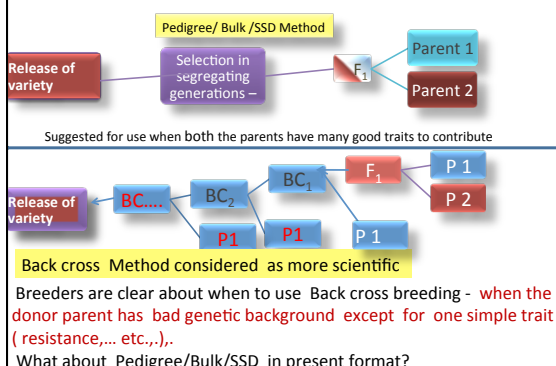 Pedigree/ Bulk /SSD Method
Release of
variety
Selection in
segregating
generations –
F1
Parent 1
Parent 2
Suggested for use when both the parents have many good traits to contribute
Release of
variety
BC....
BC2
BC1
F1
P 1
P 2
P1
P1
P 1
Back cross Method considered as more scientific
Breeders are clear about when to use Back cross breeding - when the
donor parent has bad genetic background except for one simple trait
( resistance,... etc.,.),.
What about Pedigree/Bulk/SSD in present format?